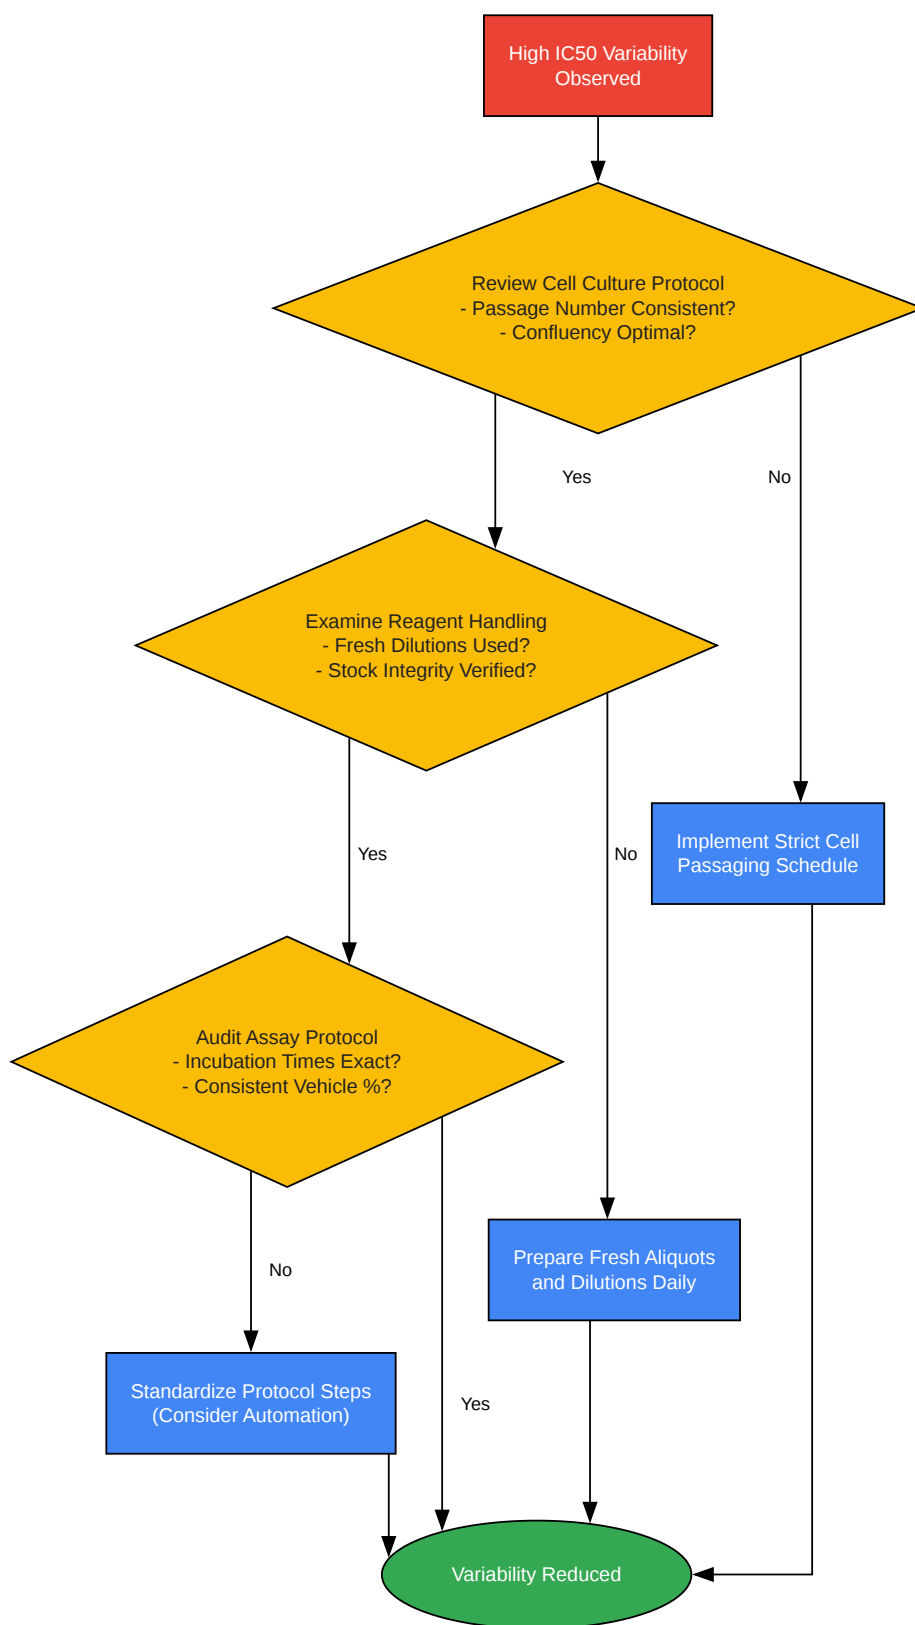 High IC50 Variability
Observed
Review Cell Culture Protocol
- Passage Number Consistent?
- Confluency Optimal?
Yes
No
Examine Reagent Handling
- Fresh Dilutions Used?
- Stock Integrity Verified?
Yes
No
Implement Strict Cell
Passaging Schedule
Audit Assay Protocol
- Incubation Times Exact?
- Consistent Vehicle %?
No
Yes
Prepare Fresh Aliquots
and Dilutions Daily
Standardize Protocol Steps
(Consider Automation)
Variability Reduced